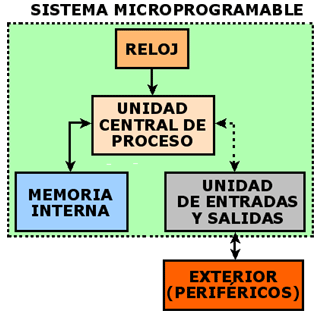 SISTEMA MICROPROGRAMABLE
RELOJ
UNIDAD
CENTRAL DE
PROCESO
MEMORIA
INTERNA
UNIDAD
DE ENTRADAS
Y SALIDAS
EXTERIOR
(PERIFÉRICOS)